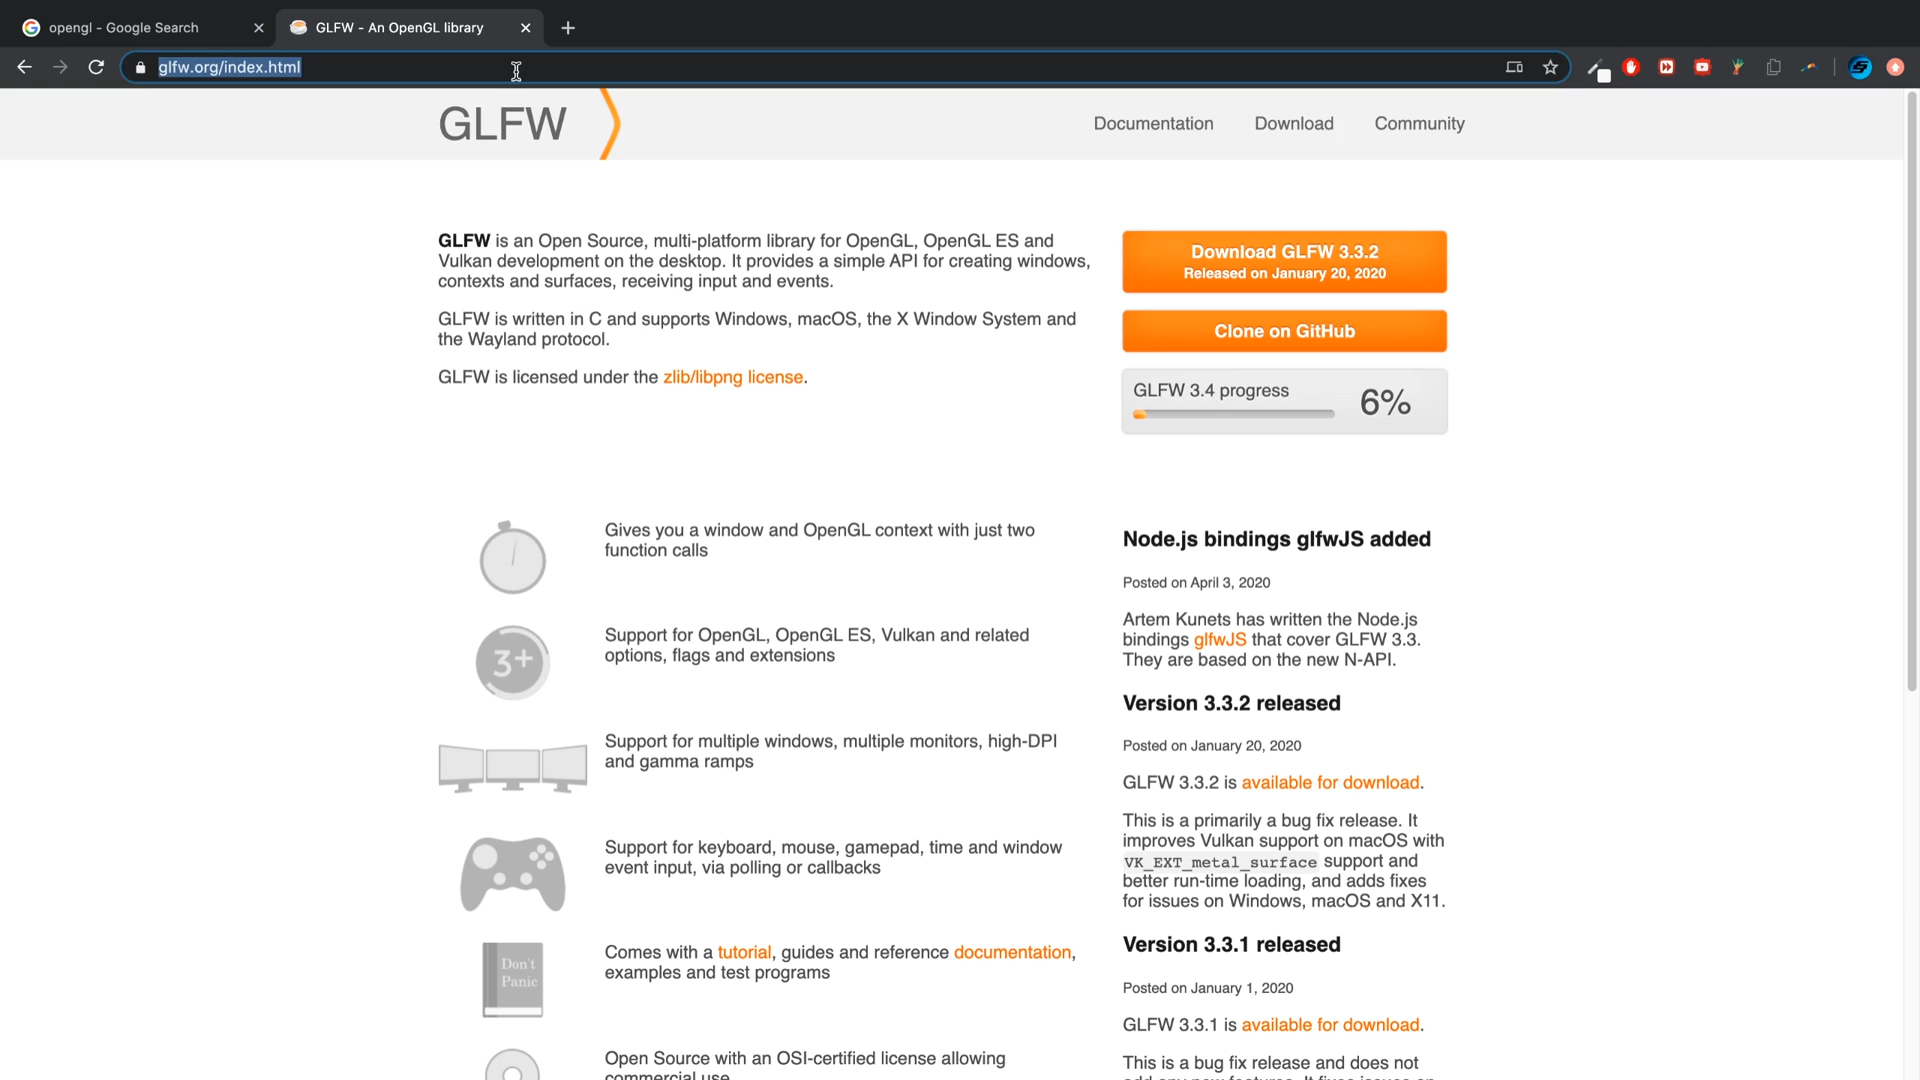 opengl - Google Search
GLFW - An OpenGL library
glfw.org/index.html
GLFW
Documentation
Download
Community
GLFW is an Open Source, multi-platform library for OpenGL, OpenGL ES and
Vulkan development on the desktop. It provides a simple API for creating windows,
contexts and surfaces, receiving input and events.
GLFW is written in C and supports Windows, macOS, the X Window System and
the Wayland protocol.
GLFW is licensed under the zlib/libpng license.
Download GLFW 3.3.2
Released on January 20, 2020
Clone on GitHub
GLFW 3.4 progress
6%
Gives you a window and OpenGL context with just two
function calls
3+
Support for OpenGL, OpenGL ES, Vulkan and related
options, flags and extensions
Support for multiple windows, multiple monitors, high-DPI
and gamma ramps
Support for keyboard, mouse, gamepad, time and window
event input, via polling or callbacks
Don't
Panic
Comes with a tutorial, guides and reference documentation,
examples and test programs
Open Source with an OSI-certified license allowing
commercial use
Node.js bindings glfwJS added
Posted on April 3, 2020
Artem Kunets has written the Node.js
bindings glfwJS that cover GLFW 3.3.
They are based on the new N-API.
Version 3.3.2 released
Posted on January 20, 2020
GLFW 3.3.2 is available for download.
This is a primarily a bug fix release. It
improves Vulkan support on macOS with
VK_EXT_metal_surface support and
better run-time loading, and adds fixes
for issues on Windows, macOS and X11.
Version 3.3.1 released
Posted on January 1, 2020
GLFW 3.3.1 is available for download.
This is a bug fix release and does not